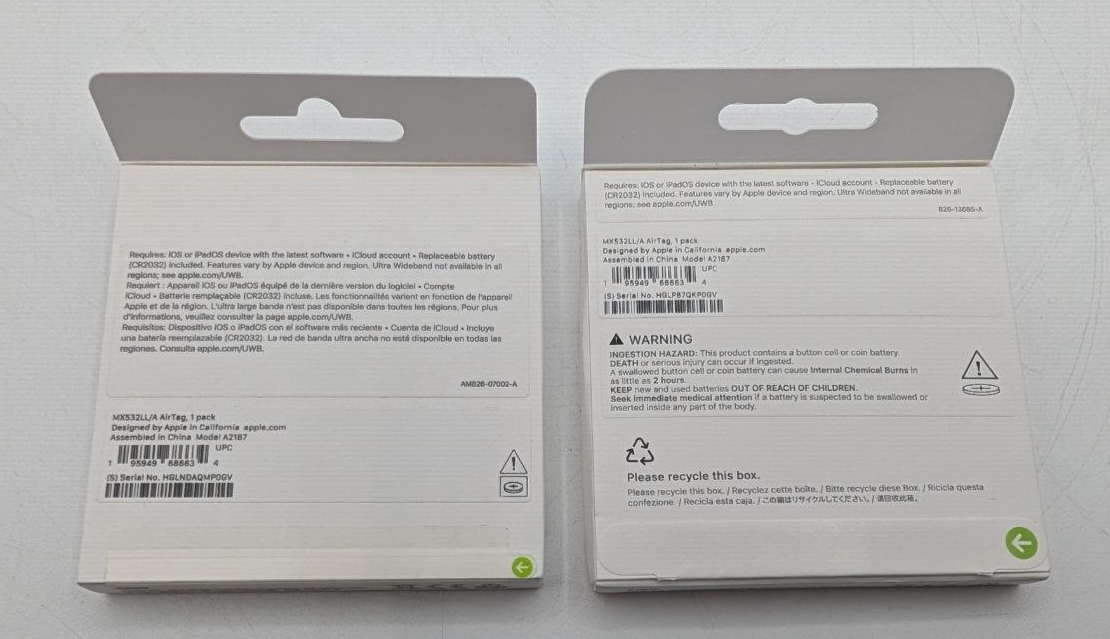 Requires: iOS or iPadOS device with the latest software • iCloud account • Replaceable battery
(CR2032) included. Features vary by Apple device and region. Ultra Wideband not available in all
regions; see apple.com/UWB.
Requiert : Appareil iOS ou iPadOS équipé de la dernière version du logiciel • Compte
iCloud • Batterie remplaçable (CR2032) incluse. Les fonctionnalités varient en fonction de l'appareil
Apple et de la région. L'ultra large bande n'est pas disponible dans toutes les régions. Pour plus
d'informations, veuillez consulter la page apple.com/UWB.
Requisitos: Dispositivo iOS o iPadOS con el software más reciente • Cuenta de iCloud • Incluye
una batería reemplazable (CR2032). La red de banda ultra ancha no está disponible en todas las
regiones. Consulta apple.com/UWB.
AM826-07002-A
MX532LL/A AirTag, 1 pack
Designed by Apple in California apple.com
Assembled in China Model A2187
UPC
1 95949 68663 4
(S) Serial No. HGLNDAQMP0GV
Requires: iOS or iPadOS device with the latest software • iCloud account • Replaceable battery
(CR2032) included. Features vary by Apple device and region. Ultra Wideband not available in all
regions; see apple.com/UWB.
826-13085-A
MX532LL/A AirTag, 1 pack
Designed by Apple in California apple.com
Assembled in China Model A2187
UPC
1 95949 68663 4
(S) Serial No. HGLP87QKP0GV
WARNING
INGESTION HAZARD: This product contains a button cell or coin battery.
DEATH or serious injury can occur if ingested.
A swallowed button cell or coin battery can cause Internal Chemical Burns in
as little as 2 hours.
KEEP new and used batteries OUT OF REACH OF CHILDREN.
Seek immediate medical attention if a battery is suspected to be swallowed or
inserted inside any part of the body.
Please recycle this box.
Please recycle this box. / Recyclez cette boîte. / Bitte recycle diese Box. / Ricicla questa
confezione. / Recicla esta caja. / この箱はリサイクルしてください。/ 请回收此箱。